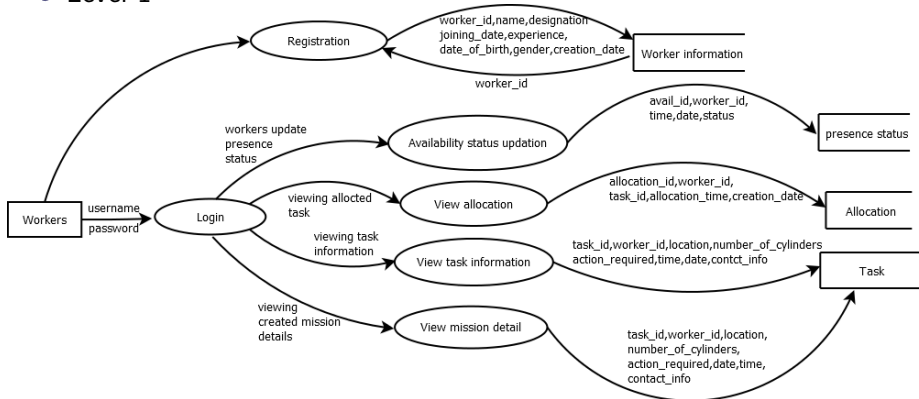 Level 1
Registration
worker_id,name,designation
joining_date,experience,
date_of_birth,gender,creation_date
Worker information
worker_id
avail_id,worker_id,
time,date,status
workers update
presence
status
Availability status updation
presence status
allocation_id,worker_id,
task_id,allocation_time,creation_date
viewing allocted
task
View allocation
Allocation
Workers
username
password
Login
viewing task
information
View task information
task_id,worker_id,location,number_of_cylinders
action_required,time,date,contct_info
Task
viewing
created mission
details
View mission detail
task_id,worker_id,location,
number_of_cylinders,
action_required,date,time,
contact_info